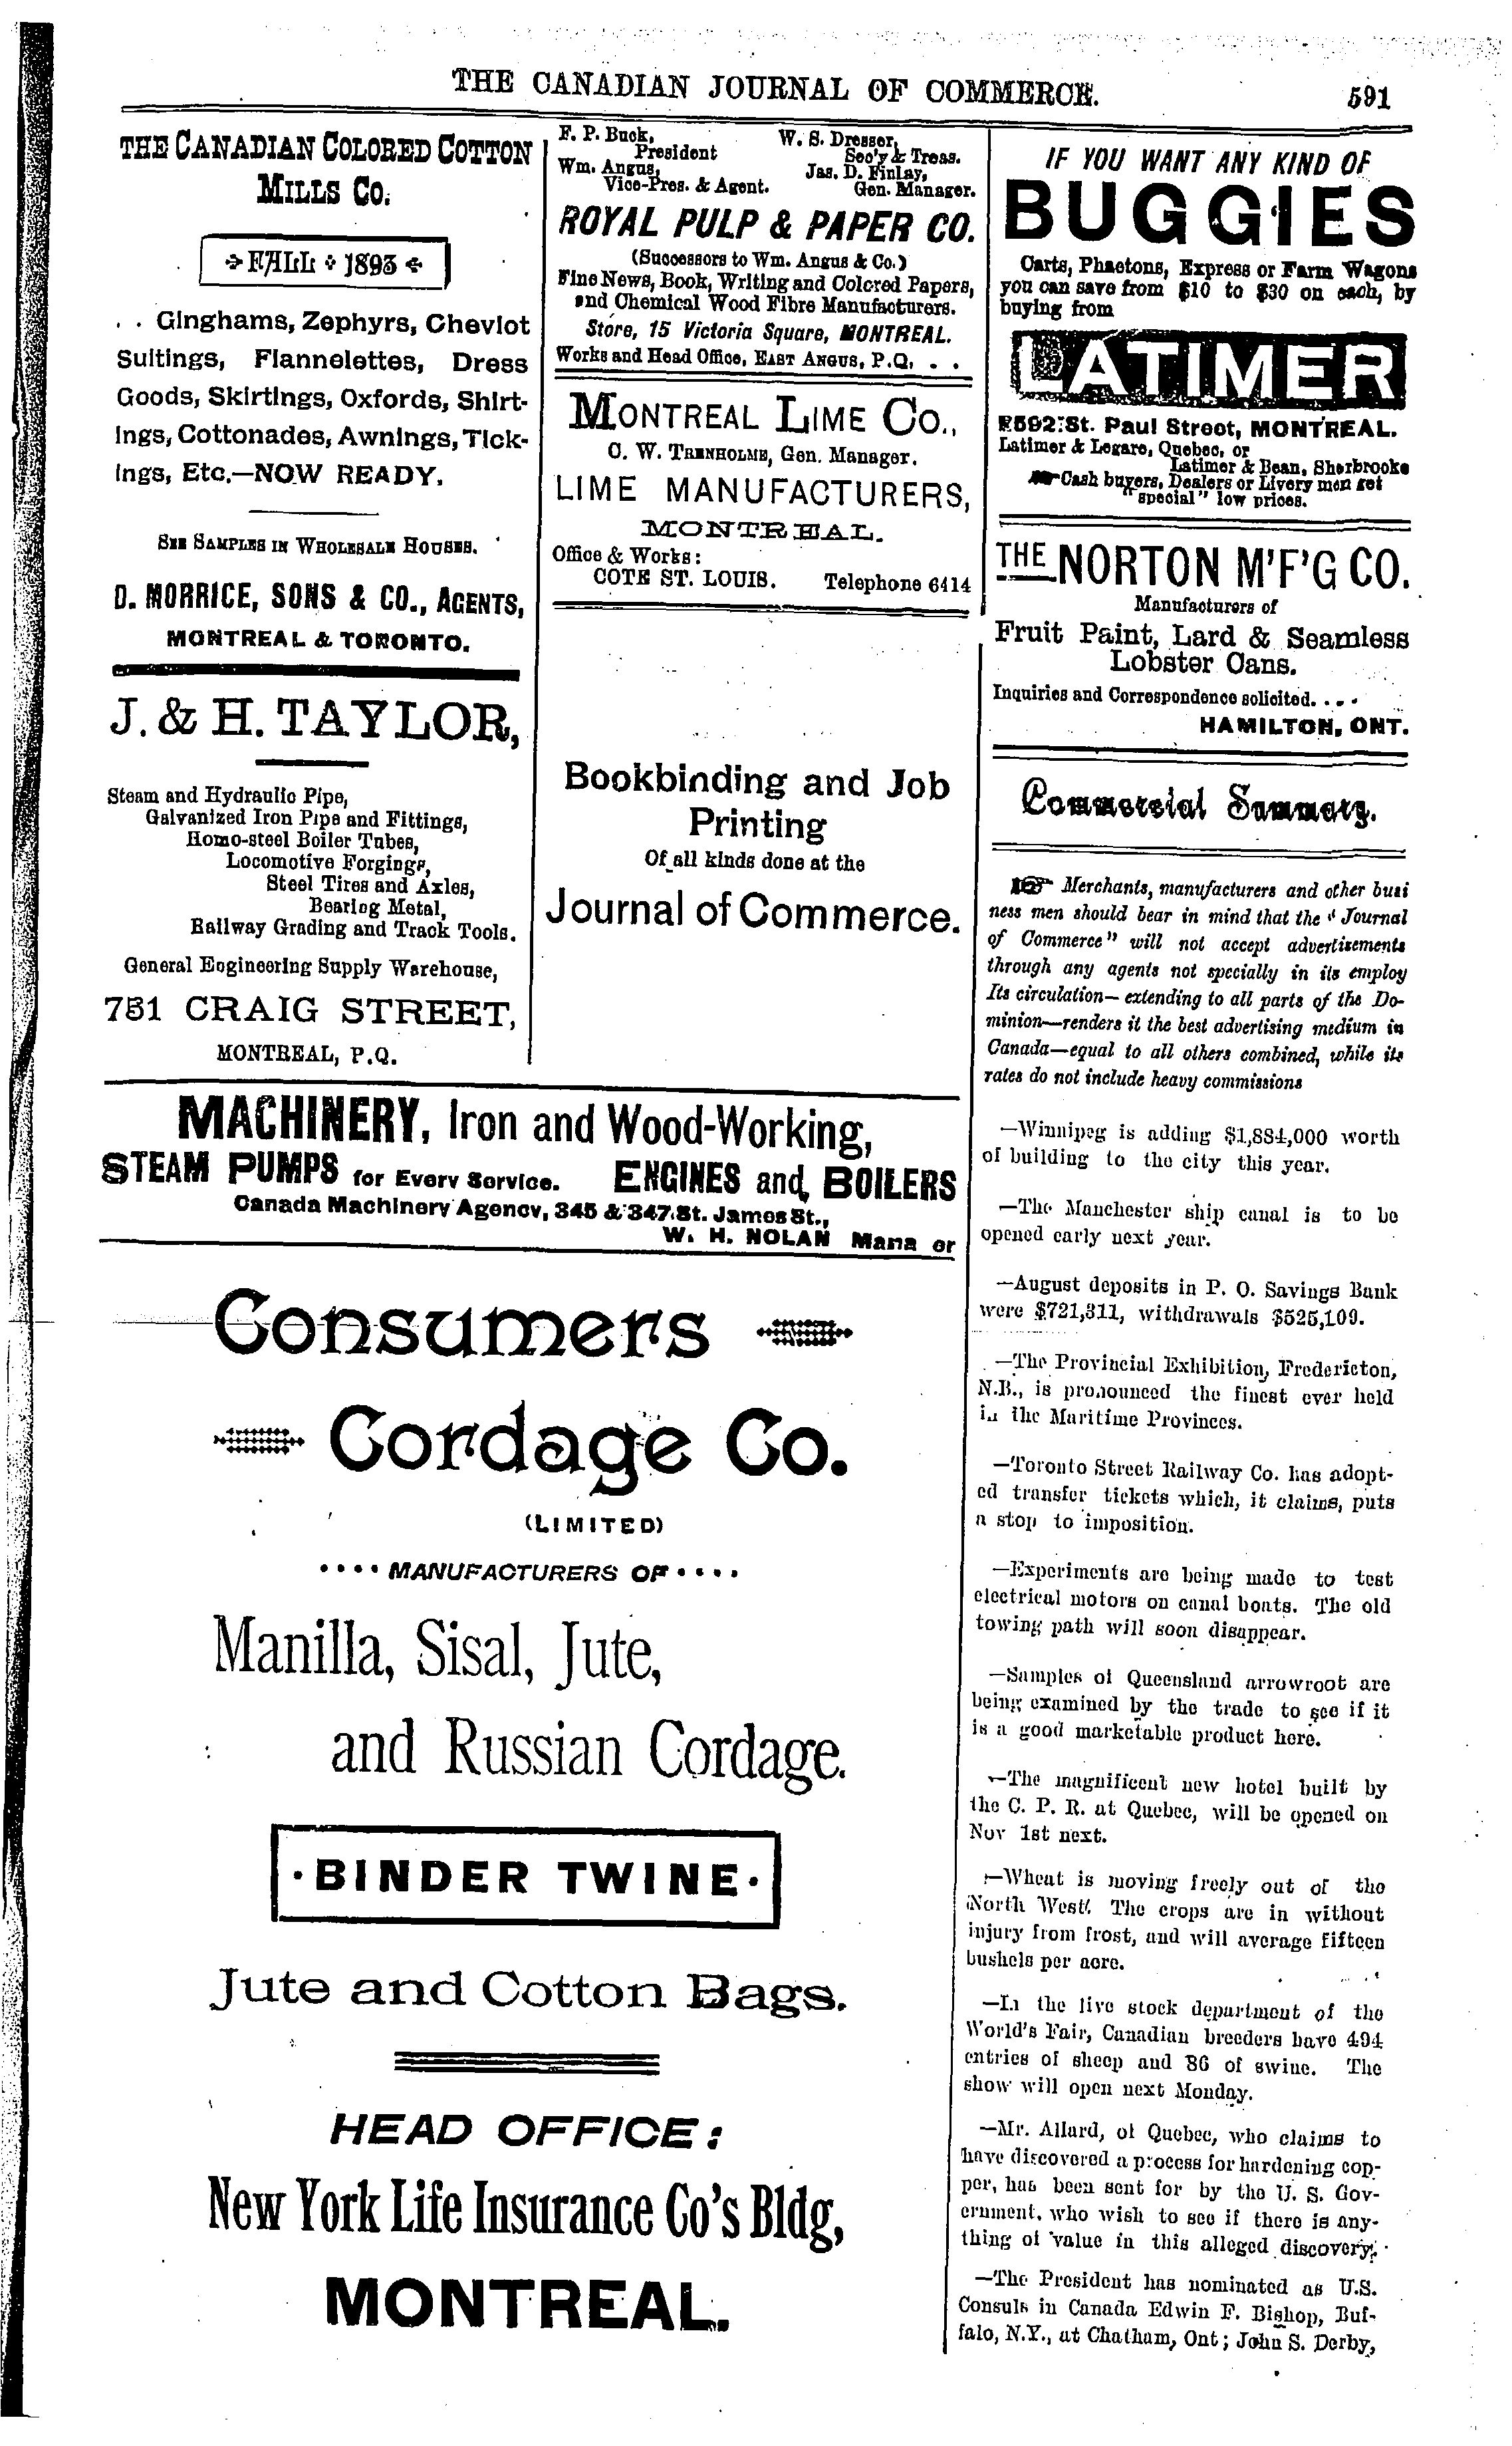 THE CANADIAN JOURNAL OF COMMERCE.
591
THE CANADIAN COLORED COTTON
MILLS CO.
FALL 1893
. . Ginghams, Zephyrs, Cheviot
Suitings, Flannelettes, Dress
Goods, Skirtings, Oxfords, Shirt-
ings, Cottonades, Awnings, Tick-
ings, Etc.—NOW READY.
SEE SAMPLES IN WHOLESALE HOUSES.
D. MORRICE, SONS & CO., AGENTS,
MONTREAL & TORONTO.
J. & H. TAYLOR,
Steam and Hydraulic Pipe,
Galvanized Iron Pipe and Fittings,
Homo-steel Boiler Tubes,
Locomotive Forgings,
Steel Tires and Axles,
Bearing Metal,
Railway Grading and Track Tools.
General Engineering Supply Warehouse,
751 CRAIG STREET,
MONTREAL, P.Q.
F. P. Buck,
President
W. S. Dresser,
Sec'y & Treas.
Wm. Angus,
Vice-Pres. & Agent.
Jas. D. Finlay,
Gen. Manager.
ROYAL PULP & PAPER CO.
(Successors to Wm. Angus & Co.)
Fine News, Book, Writing and Colored Papers,
and Chemical Wood Fibre Manufacturers.
Store, 15 Victoria Square, MONTREAL.
Works and Head Office, EAST ANGUS, P.Q. . .
MONTREAL LIME CO.,
C. W. TRENHOLME, Gen. Manager.
LIME MANUFACTURERS,
MONTREAL.
Office & Works:
COTE ST. LOUIS. Telephone 6414
Bookbinding and Job
Printing
Of all kinds done at the
Journal of Commerce.
MACHINERY, Iron and Wood-Working,
STEAM PUMPS for Every Service. ENGINES and BOILERS
Canada Machinery Agency, 345 & 347 St. James St.,
W. H. NOLAN Mana er
Consumers
Cordage Co.
(LIMITED)
•••• MANUFACTURERS OF ••••
Manilla, Sisal, Jute,
and Russian Cordage.
·BINDER TWINE·
Jute and Cotton Bags.
HEAD OFFICE:
New York Life Insurance Co's Bldg,
MONTREAL.
IF YOU WANT ANY KIND OF
BUGGIES
Carts, Phaetons, Express or Farm Wagons
you can save from $10 to $30 on each, by
buying from
LATIMER
592 St. Paul Street, MONTREAL.
Latimer & Legare, Quebec, or
Latimer & Bean, Sherbrooke
Cash buyers, Dealers or Livery men get
"special" low prices.
THE NORTON M'F'G CO.
Manufacturers of
Fruit Paint, Lard & Seamless
Lobster Cans.
Inquiries and Correspondence solicited. . . .
HAMILTON, ONT.
Commercial Summary.
☞ Merchants, manufacturers and other busi
ness men should bear in mind that the "Journal
of Commerce" will not accept advertisements
through any agents not specially in its employ
Its circulation—extending to all parts of the Do-
minion—renders it the best advertising medium in
Canada—equal to all others combined, while its
rates do not include heavy commissions
—Winnipeg is adding $1,884,000 worth
of building to the city this year.
—The Manchester ship canal is to be
opened early next year.
—August deposits in P. O. Savings Bank
were $721,311, withdrawals $525,109.
—The Provincial Exhibition, Fredericton,
N.B., is pronounced the finest ever held
in the Maritime Provinces.
—Toronto Street Railway Co. has adopt-
ed transfer tickets which, it claims, puts
a stop to imposition.
—Experiments are being made to test
electrical motors on canal boats. The old
towing path will soon disappear.
—Samples of Queensland arrowroot are
being examined by the trade to see if it
is a good marketable product here.
—The magnificent new hotel built by
the C. P. R. at Quebec, will be opened on
Nov 1st next.
—Wheat is moving freely out of the
North West. The crops are in without
injury from frost, and will average fifteen
bushels per acre.
—In the live stock department of the
World's Fair, Canadian breeders have 494
entries of sheep and 86 of swine. The
show will open next Monday.
—Mr. Allard, of Quebec, who claims to
have discovered a process for hardening cop-
per, has been sent for by the U. S. Gov-
ernment, who wish to see if there is any-
thing of value in this alleged discovery.
—The President has nominated as U.S.
Consuls in Canada Edwin F. Bishop, Buf-
falo, N.Y., at Chatham, Ont; John S. Derby,